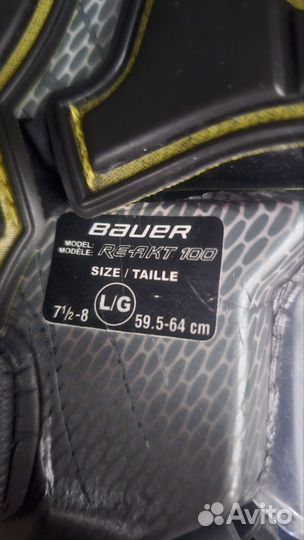 BAUER
MODEL:
MODÈLE: RE-AKT 100
SIZE / TAILLE
7½-8 L/G 59.5-64 cm
Avito